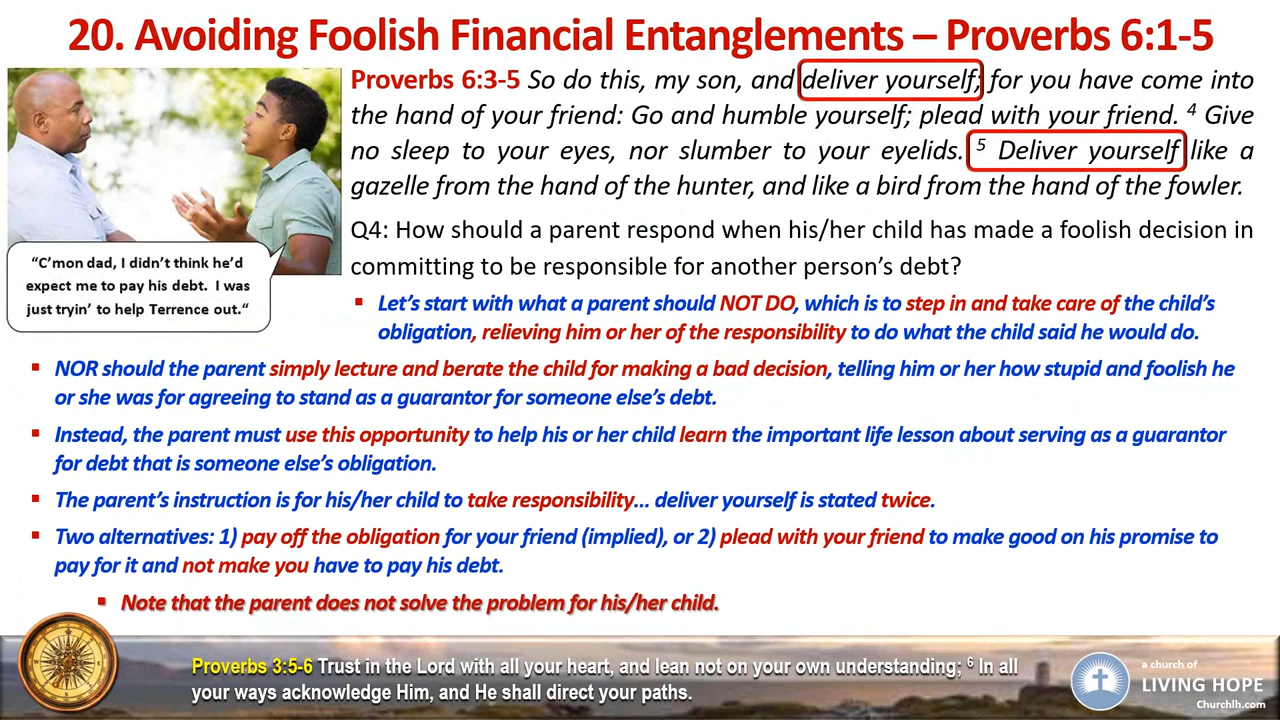 20. Avoiding Foolish Financial Entanglements – Proverbs 6:1-5
Proverbs 6:3-5 So do this, my son, and deliver yourself; for you have come into
the hand of your friend: Go and humble yourself; plead with your friend. ⁴ Give
no sleep to your eyes, nor slumber to your eyelids. ⁵ Deliver yourself like a
gazelle from the hand of the hunter, and like a bird from the hand of the fowler.
“C’mon dad, I didn’t think he’d
expect me to pay his debt. I was
just tryin’ to help Terrence out.“
Q4: How should a parent respond when his/her child has made a foolish decision in
committing to be responsible for another person’s debt?
▪ Let’s start with what a parent should NOT DO, which is to step in and take care of the child’s
obligation, relieving him or her of the responsibility to do what the child said he would do.
▪ NOR should the parent simply lecture and berate the child for making a bad decision, telling him or her how stupid and foolish he
or she was for agreeing to stand as a guarantor for someone else’s debt.
▪ Instead, the parent must use this opportunity to help his or her child learn the important life lesson about serving as a guarantor
for debt that is someone else’s obligation.
▪ The parent’s instruction is for his/her child to take responsibility... deliver yourself is stated twice.
▪ Two alternatives: 1) pay off the obligation for your friend (implied), or 2) plead with your friend to make good on his promise to
pay for it and not make you have to pay his debt.
▪ Note that the parent does not solve the problem for his/her child.
Proverbs 3:5-6 Trust in the Lord with all your heart, and lean not on your own understanding; ⁶ In all
your ways acknowledge Him, and He shall direct your paths.
a church of
LIVING HOPE
Churchlh.com